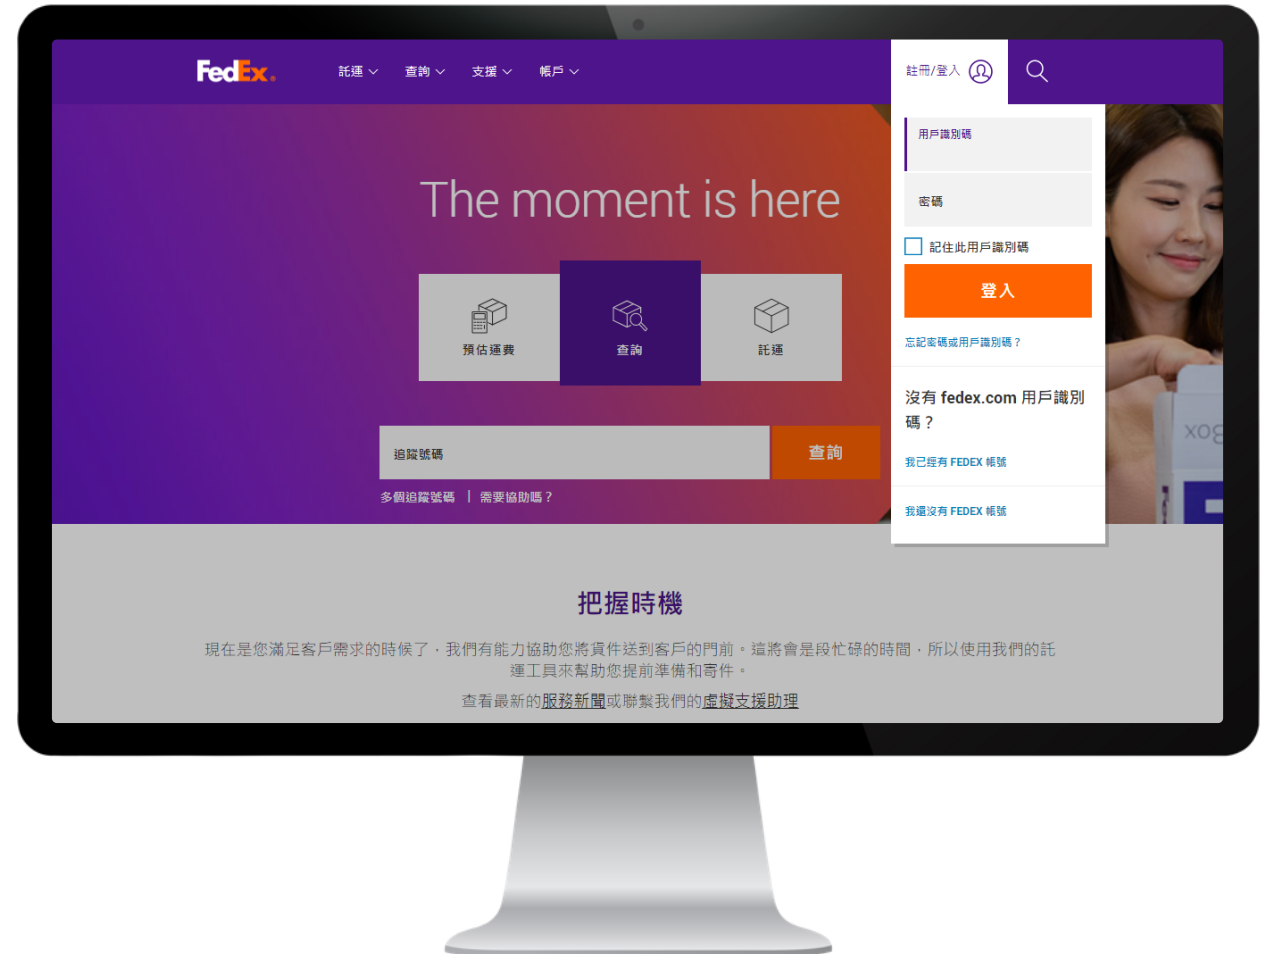 FedEx®
託運 查詢 支援 帳戶 註冊/登入
The moment is here
預估運費 查詢 託運
追蹤號碼 查詢
多個追蹤號碼 | 需要協助嗎？
用戶識別碼
密碼
記住此用戶識別碼
登入
忘記密碼或用戶識別碼？
沒有 fedex.com 用戶識別
碼？
我已經有 FEDEX 帳號
我還沒有 FEDEX 帳號
把握時機
現在是您滿足客戶需求的時候了，我們有能力協助您將貨件送到客戶的門前。這將會是段忙碌的時間，所以使用我們的託
運工具來幫助您提前準備和寄件。
查看最新的服務新聞或聯繫我們的虛擬支援助理